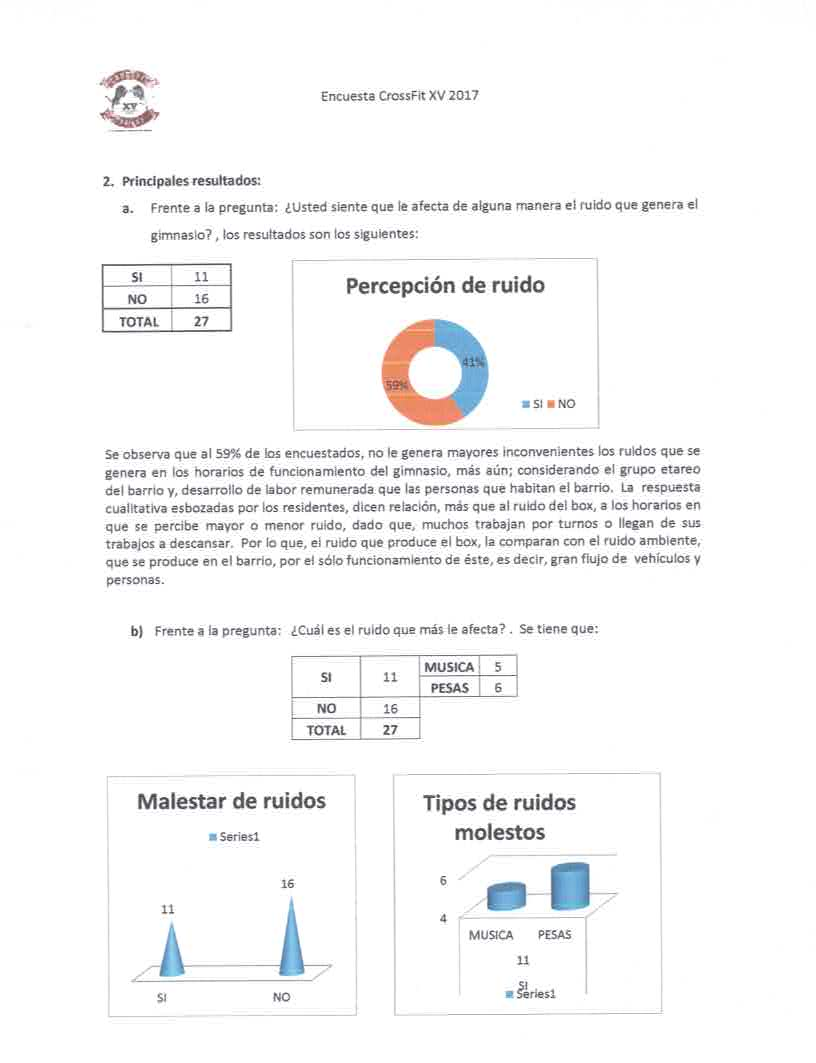 XV
Encuesta CrossFit XV 2017
2. Principales resultados:
a. Frente a la pregunta: ¿Usted siente que le afecta de alguna manera el ruido que genera el
gimnasio? , los resultados son los siguientes:
SI 11
NO 16
TOTAL 27
Percepción de ruido
41%
59%
SI NO
Se observa que al 59% de los encuestados, no le genera mayores inconvenientes los ruidos que se
genera en los horarios de funcionamiento del gimnasio, más aún; considerando el grupo etareo
del barrio y, desarrollo de labor remunerada que las personas que habitan el barrio. La respuesta
cualitativa esbozadas por los residentes, dicen relación, más que al ruido del box, a los horarios en
que se percibe mayor o menor ruido, dado que, muchos trabajan por turnos o llegan de sus
trabajos a descansar. Por lo que, el ruido que produce el box, la comparan con el ruido ambiente,
que se produce en el barrio, por el sólo funcionamiento de éste, es decir, gran flujo de vehículos y
personas.
b) Frente a la pregunta: ¿Cuál es el ruido que más le afecta? . Se tiene que:
SI 11 MUSICA 5
PESAS 6
NO 16
TOTAL 27
Malestar de ruidos
Series1
16
11
SI NO
Tipos de ruidos
molestos
6
4
MUSICA PESAS
11
SI
Series1